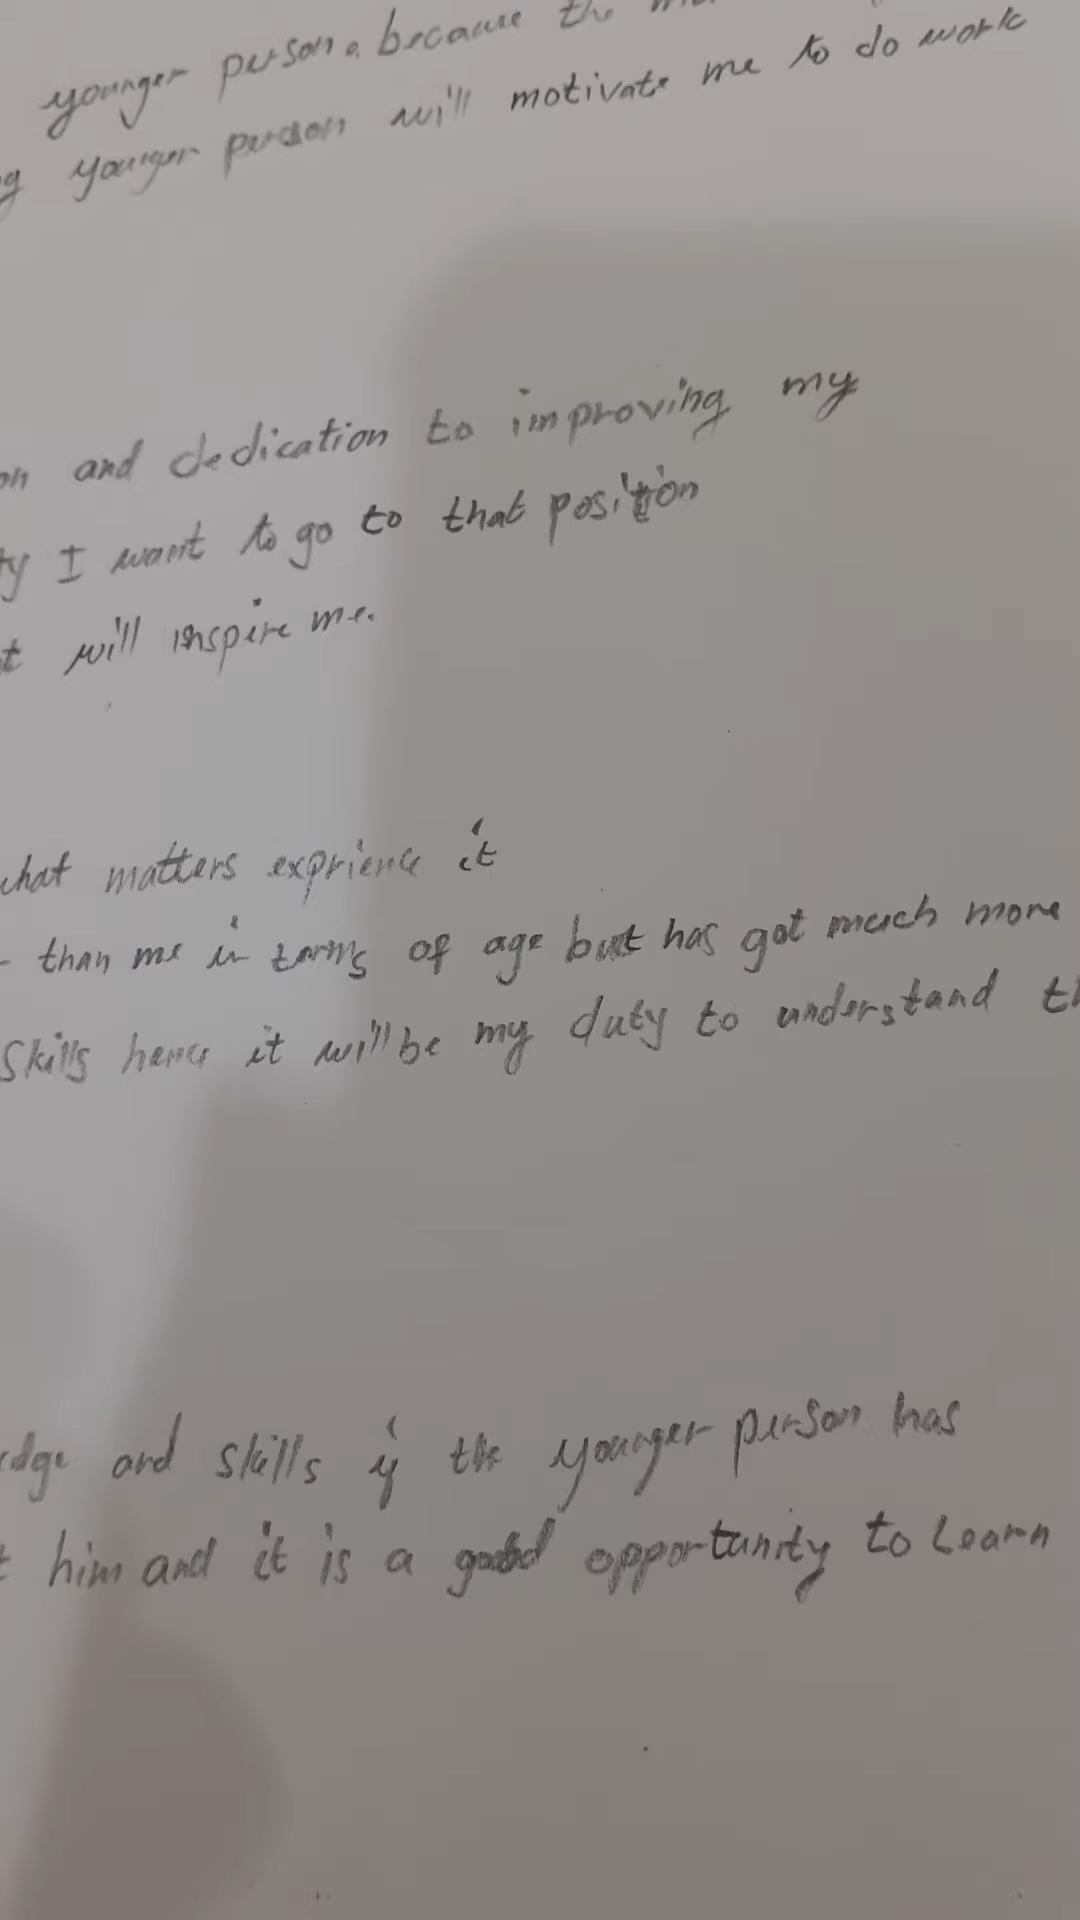 younger person. because the
younger person will motivate me to do work
and dedication to improving my
I want to go to that position
will inspire me.
what matters exprience it
than me in terms of age but has got much more
skills hence it will be my duty to understand
and skills if the younger person has
him and it is a good opportunity to Learn